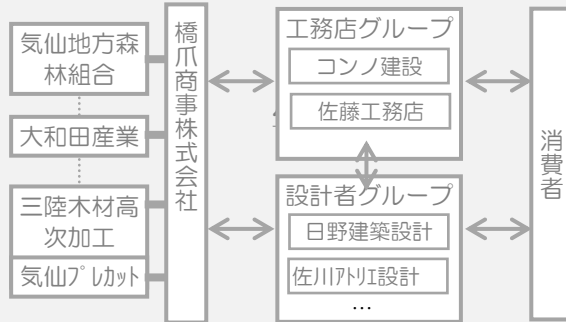 気仙地方森
林組合
大和田産業
三陸木材高
次加工
気仙プレカット
橋爪商事株式会社
工務店グループ
コンノ建設
佐藤工務店
設計者グループ
日野建築設計
佐川アトリエ設計
…
消費者